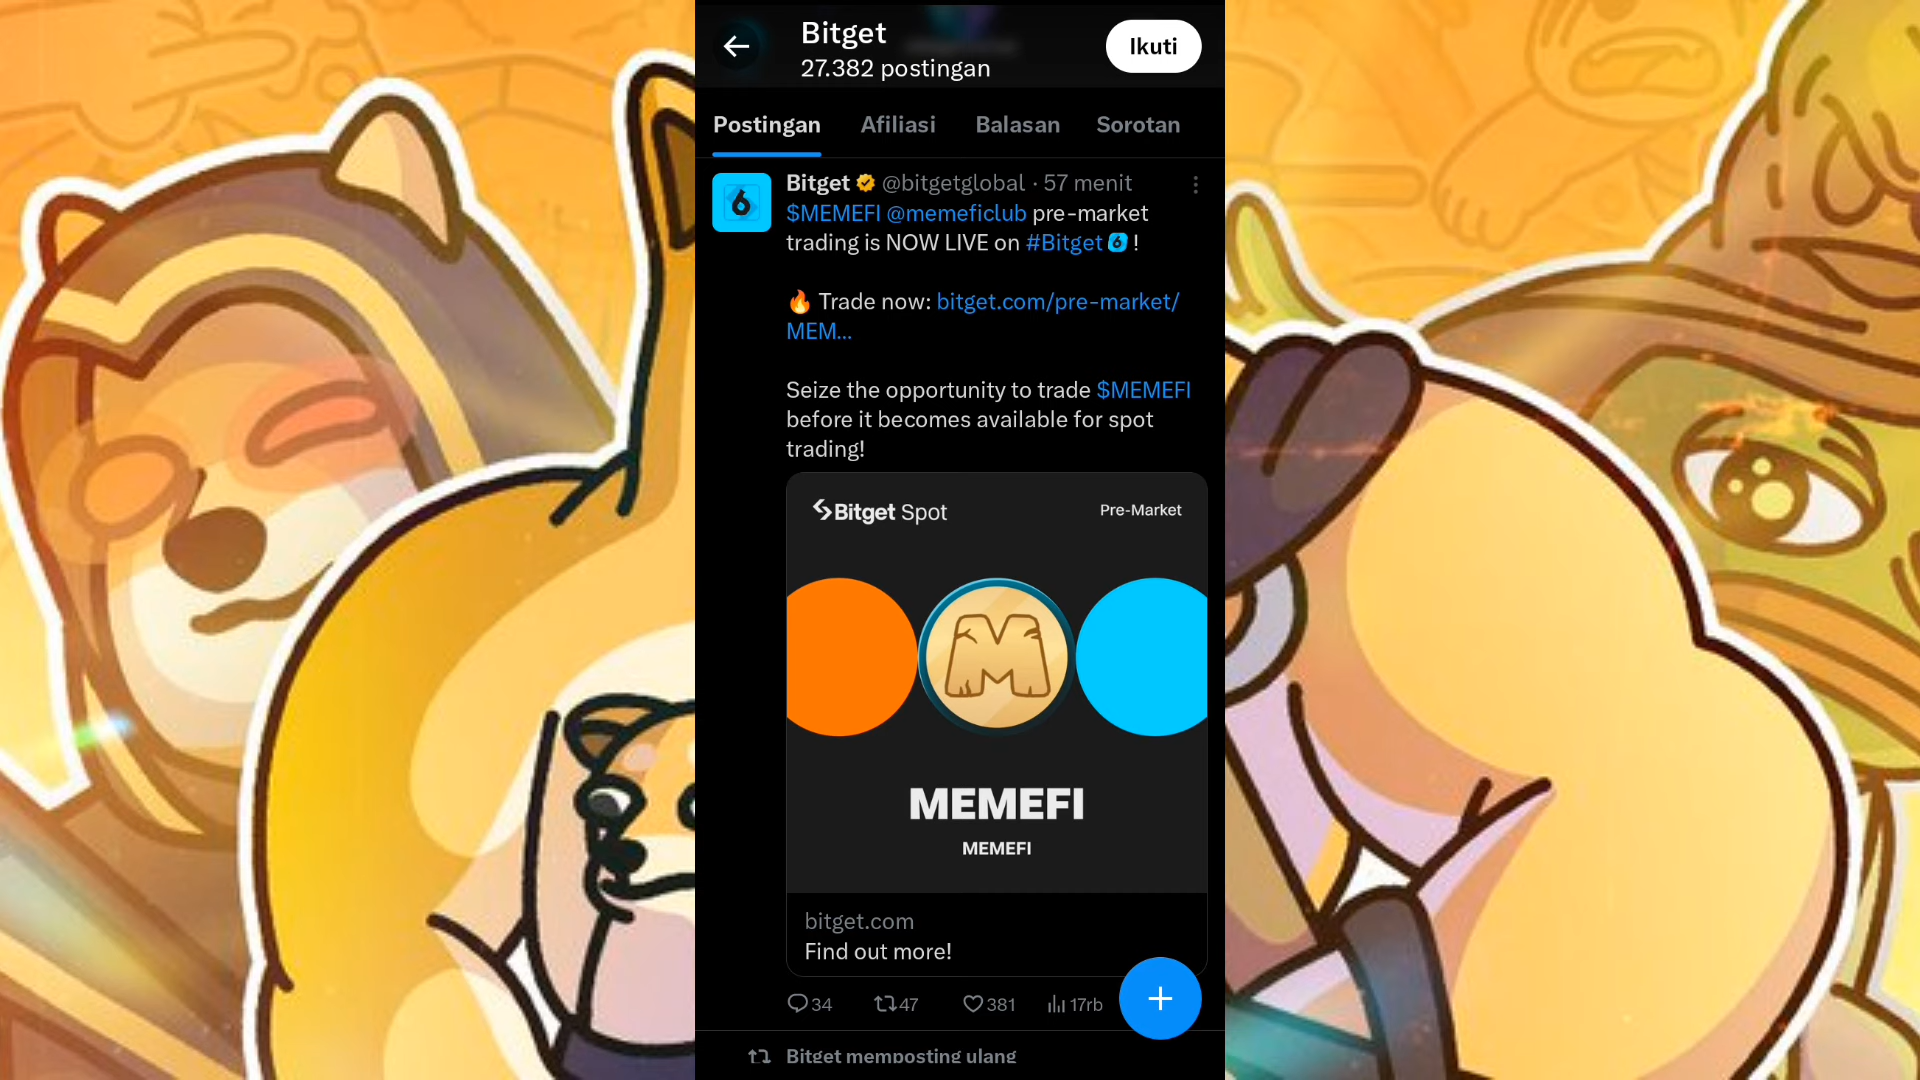 Bitget
27.382 postingan
Ikuti
Postingan Afiliasi Balasan Sorotan
Bitget @bitgetglobal · 57 menit
$MEMEFI @memeficlub pre-market
trading is NOW LIVE on #Bitget !
🔥 Trade now: bitget.com/pre-market/
MEM...
Seize the opportunity to trade $MEMEFI
before it becomes available for spot
trading!
Bitget Spot
Pre-Market
M
MEMEFI
MEMEFI
bitget.com
Find out more!
34 47 381 17rb
Bitget memposting ulang